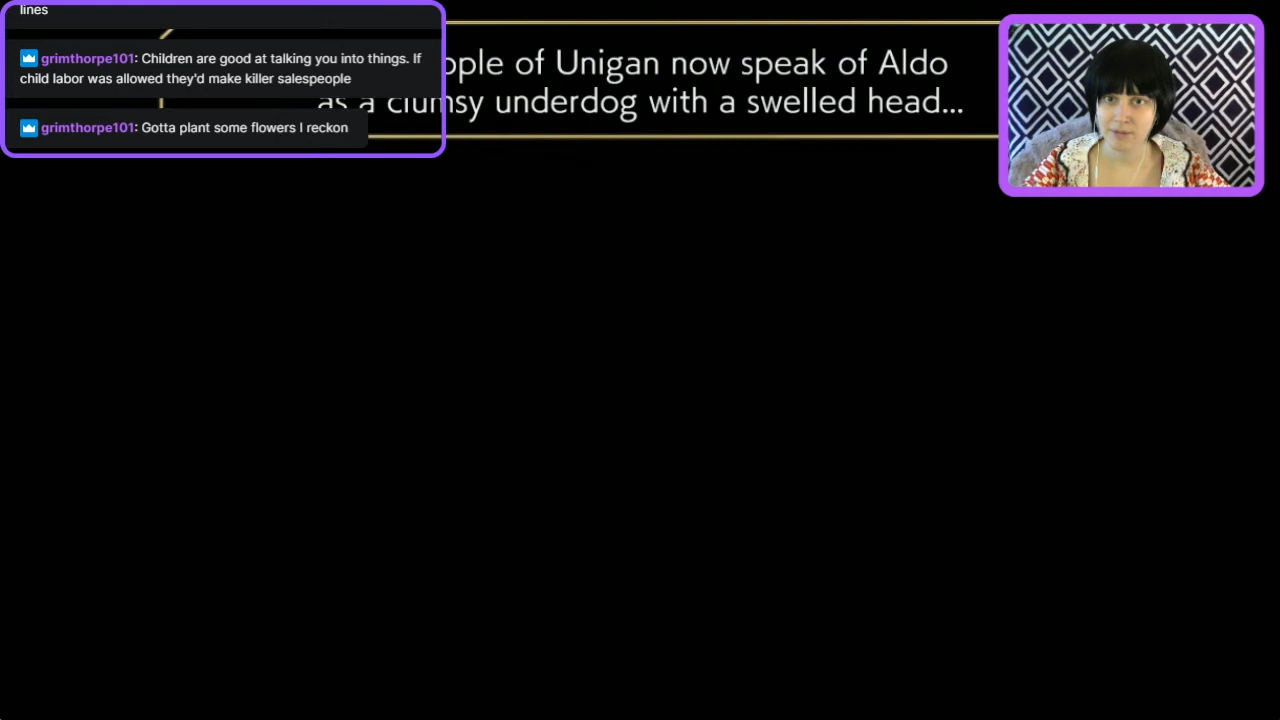 lines
grimthorpe101: Children are good at talking you into things. If
child labor was allowed they'd make killer salespeople
grimthorpe101: Gotta plant some flowers I reckon
ople of Unigan now speak of Aldo
as a clumsy underdog with a swelled head...